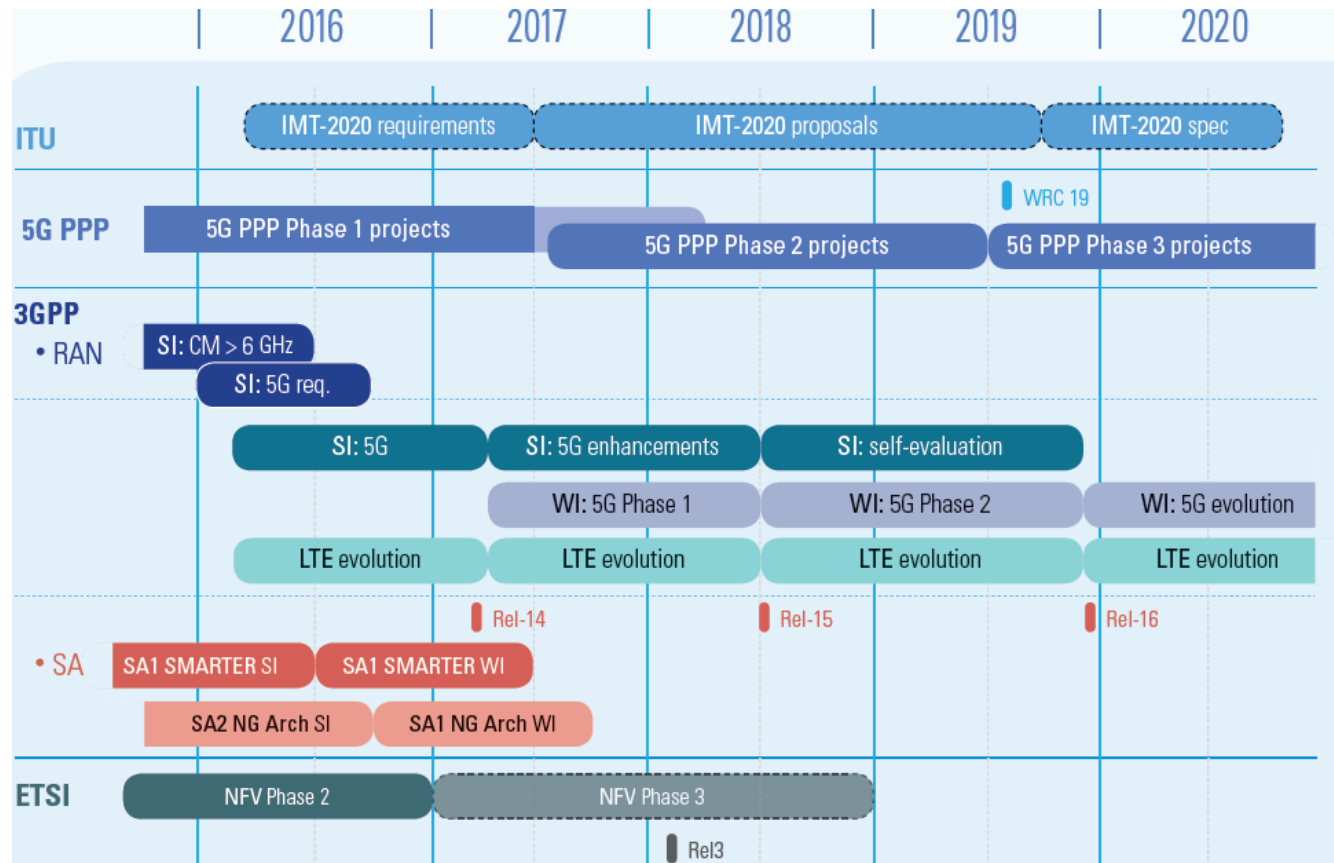 2016 2017 2018 2019 2020
ITU
IMT-2020 requirements
IMT-2020 proposals
IMT-2020 spec
WRC 19
5G PPP
5G PPP Phase 1 projects
5G PPP Phase 2 projects
5G PPP Phase 3 projects
3GPP
• RAN
SI: CM > 6 GHz
SI: 5G req.
SI: 5G
SI: 5G enhancements
SI: self-evaluation
WI: 5G Phase 1
WI: 5G Phase 2
WI: 5G evolution
LTE evolution
LTE evolution
LTE evolution
LTE evolution
Rel-14
Rel-15
Rel-16
• SA
SA1 SMARTER SI
SA1 SMARTER WI
SA2 NG Arch SI
SA1 NG Arch WI
ETSI
NFV Phase 2
NFV Phase 3
Rel3